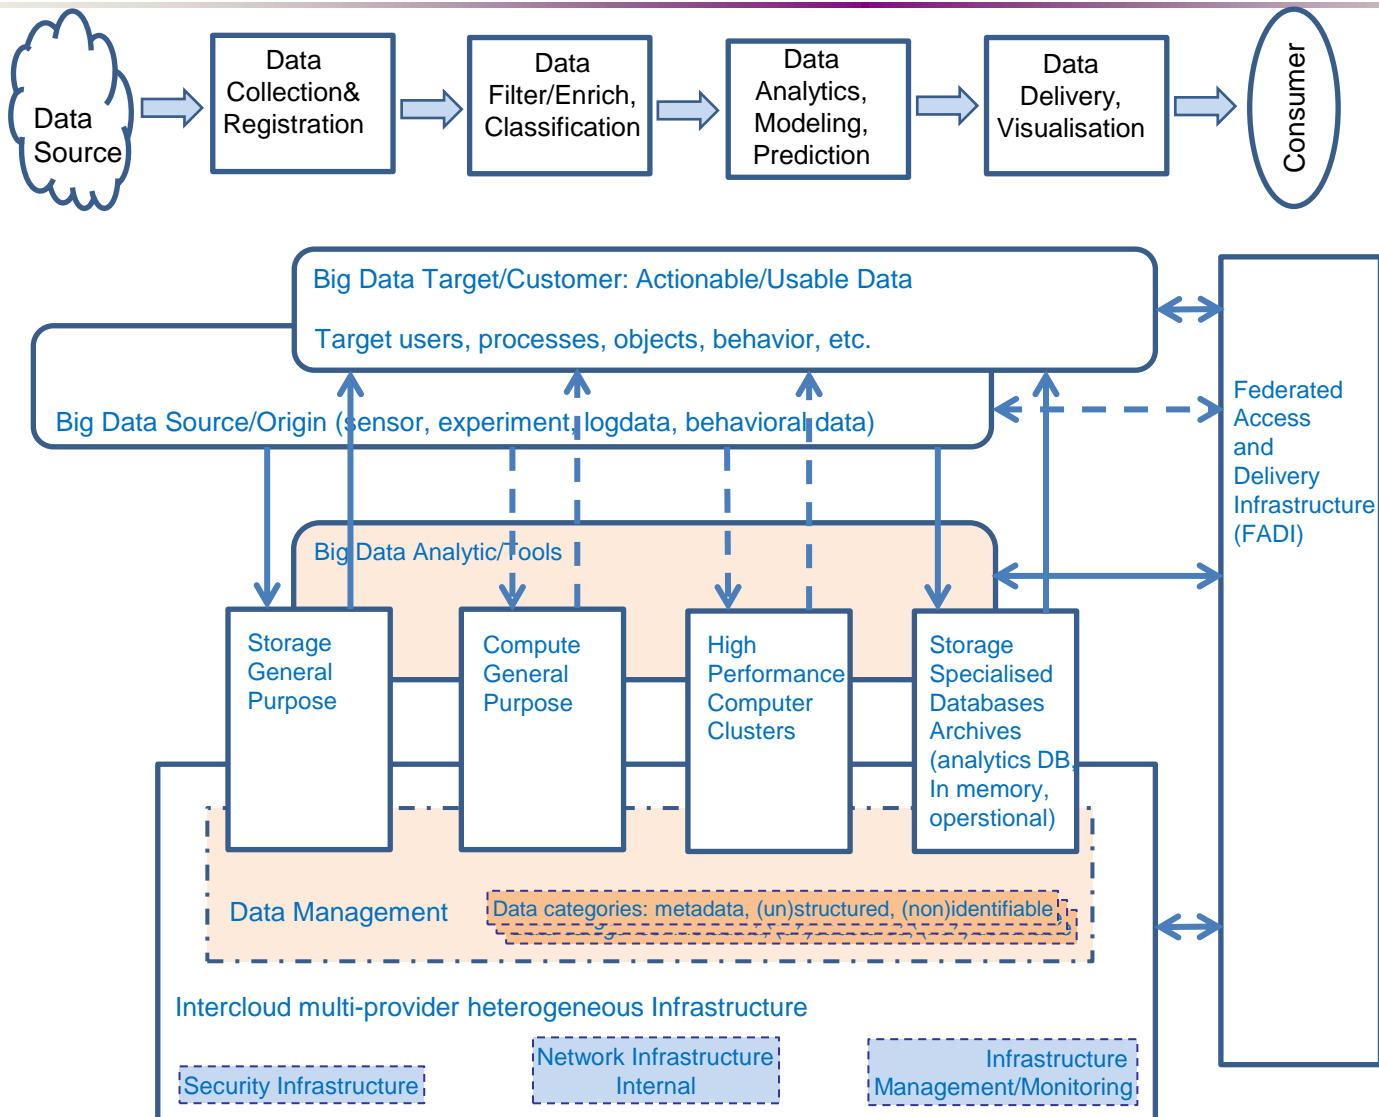 Data
Source
Data
Collection&
Registration
Data
Filter/Enrich,
Classification
Data
Analytics,
Modeling,
Prediction
Data
Delivery,
Visualisation
Consumer
Big Data Target/Customer: Actionable/Usable Data
Target users, processes, objects, behavior, etc.
Big Data Source/Origin (sensor, experiment, logdata, behavioral data)
Federated
Access
and
Delivery
Infrastructure
(FADI)
Big Data Analytic/Tools
Storage
General
Purpose
Compute
General
Purpose
High
Performance
Computer
Clusters
Storage
Specialised
Databases
Archives
(analytics DB,
In memory,
operstional)
Data Management
Data categories: metadata, (un)structured, (non)identifiable
Intercloud multi-provider heterogeneous Infrastructure
Security Infrastructure
Network Infrastructure
Internal
Infrastructure
Management/Monitoring